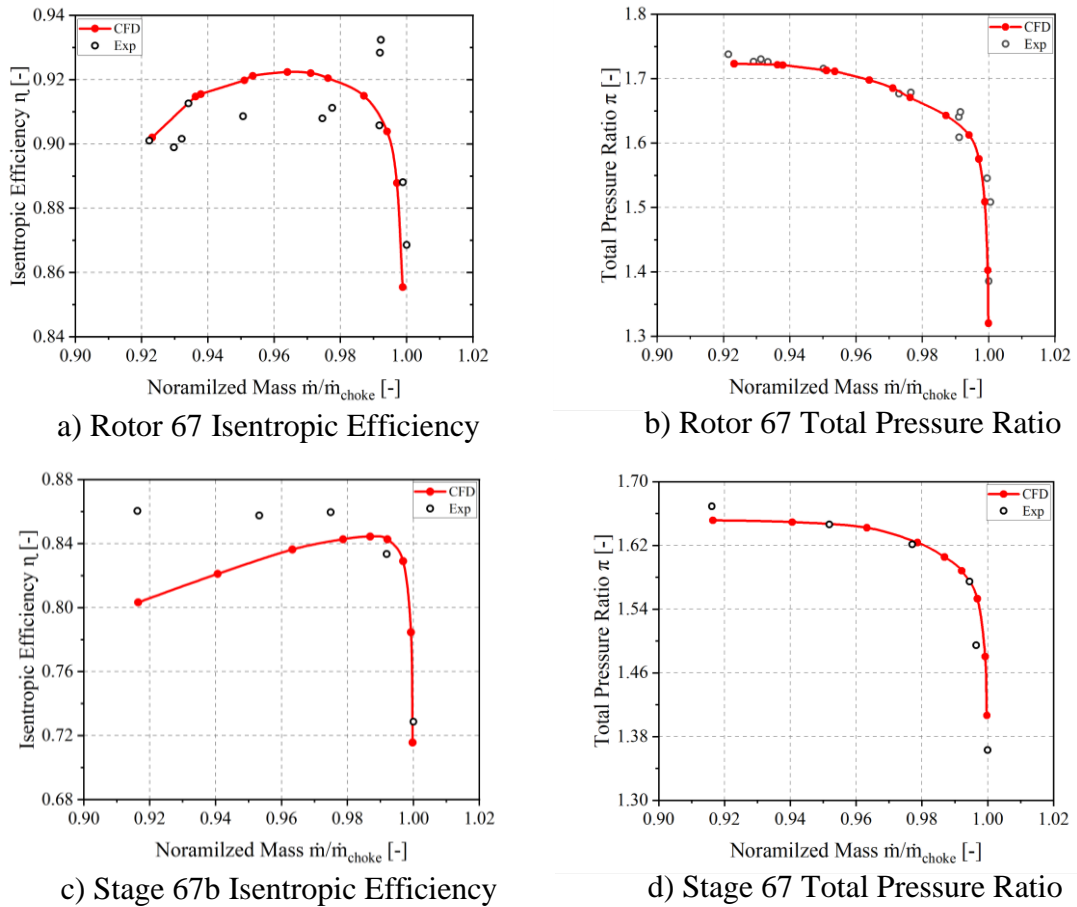 0.94
0.92
0.90
0.88
0.86
0.84
Isentropic Efficiency η [-]
CFD
Exp
0.90 0.92 0.94 0.96 0.98 1.00 1.02
Noramilzed Mass ṁ/ṁchoke [-]
a) Rotor 67 Isentropic Efficiency
1.8
1.7
1.6
1.5
1.4
1.3
Total Pressure Ratio π [-]
CFD
Exp
0.90 0.92 0.94 0.96 0.98 1.00 1.02
Noramilzed Mass ṁ/ṁchoke [-]
b) Rotor 67 Total Pressure Ratio
0.88
0.84
0.80
0.76
0.72
0.68
Isentropic Efficiency η [-]
CFD
Exp
0.90 0.92 0.94 0.96 0.98 1.00 1.02
Noramilzed Mass ṁ/ṁchoke [-]
c) Stage 67b Isentropic Efficiency
1.70
1.62
1.54
1.46
1.38
1.30
Total Pressure Ratio π [-]
CFD
Exp
0.90 0.92 0.94 0.96 0.98 1.00 1.02
Noramilzed Mass ṁ/ṁchoke [-]
d) Stage 67 Total Pressure Ratio